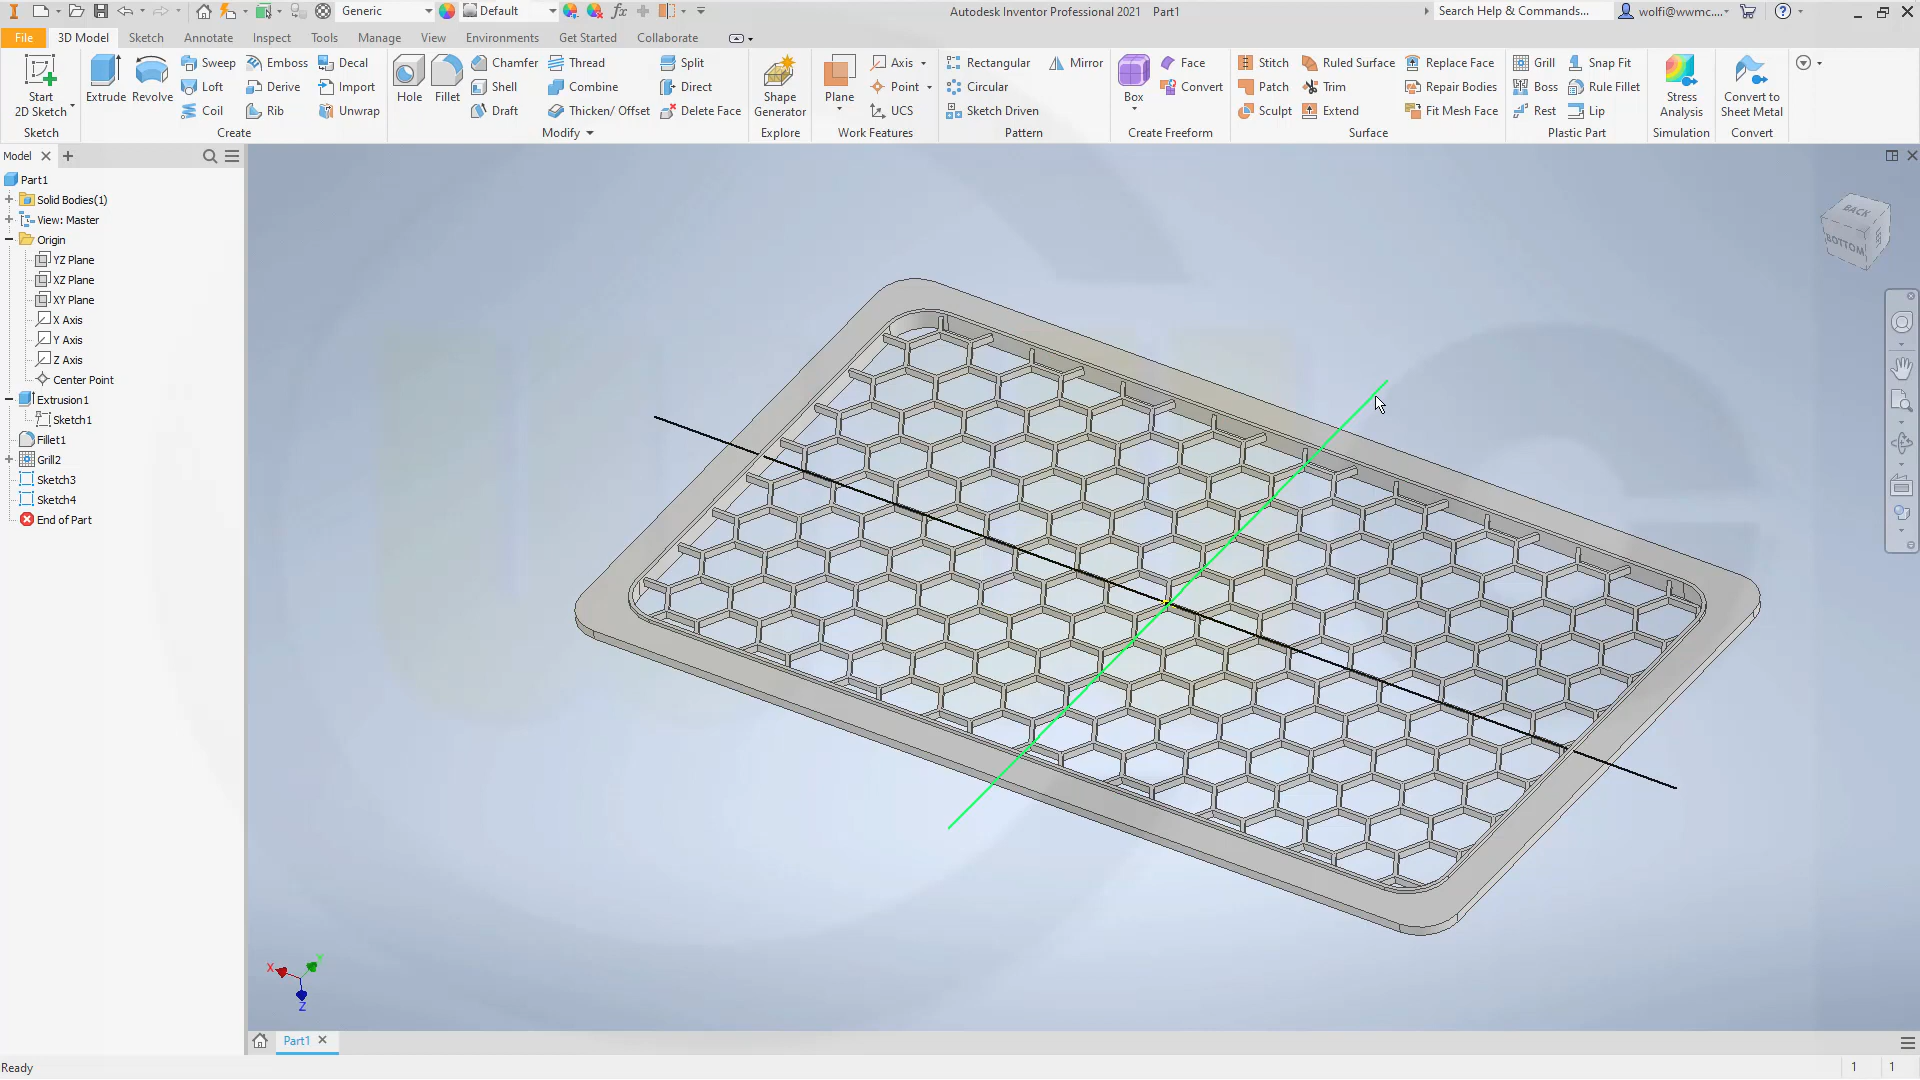 Generic
Default
fx
Autodesk Inventor Professional 2021 Part1
Search Help & Commands...
wolfi@wwmc....
File
3D Model
Sketch
Annotate
Inspect
Tools
Manage
View
Environments
Get Started
Collaborate
Start
2D Sketch
Sketch
Extrude
Revolve
Sweep
Loft
Coil
Emboss
Derive
Rib
Decal
Import
Unwrap
Create
Hole
Fillet
Chamfer
Shell
Draft
Thread
Combine
Thicken/ Offset
Split
Direct
Delete Face
Modify
Shape
Generator
Explore
Plane
Axis
Point
UCS
Work Features
Rectangular
Circular
Sketch Driven
Mirror
Pattern
Box
Face
Convert
Create Freeform
Stitch
Patch
Sculpt
Ruled Surface
Trim
Extend
Replace Face
Repair Bodies
Fit Mesh Face
Surface
Grill
Boss
Rest
Snap Fit
Rule Fillet
Lip
Plastic Part
Stress
Analysis
Simulation
Convert to
Sheet Metal
Convert
Model
Part1
Solid Bodies(1)
View: Master
Origin
YZ Plane
XZ Plane
XY Plane
X Axis
Y Axis
Z Axis
Center Point
Extrusion1
Sketch1
Fillet1
Grill2
Sketch3
Sketch4
End of Part
BACK
BOTTOM
X
Y
Z
Part1
Ready
1
1